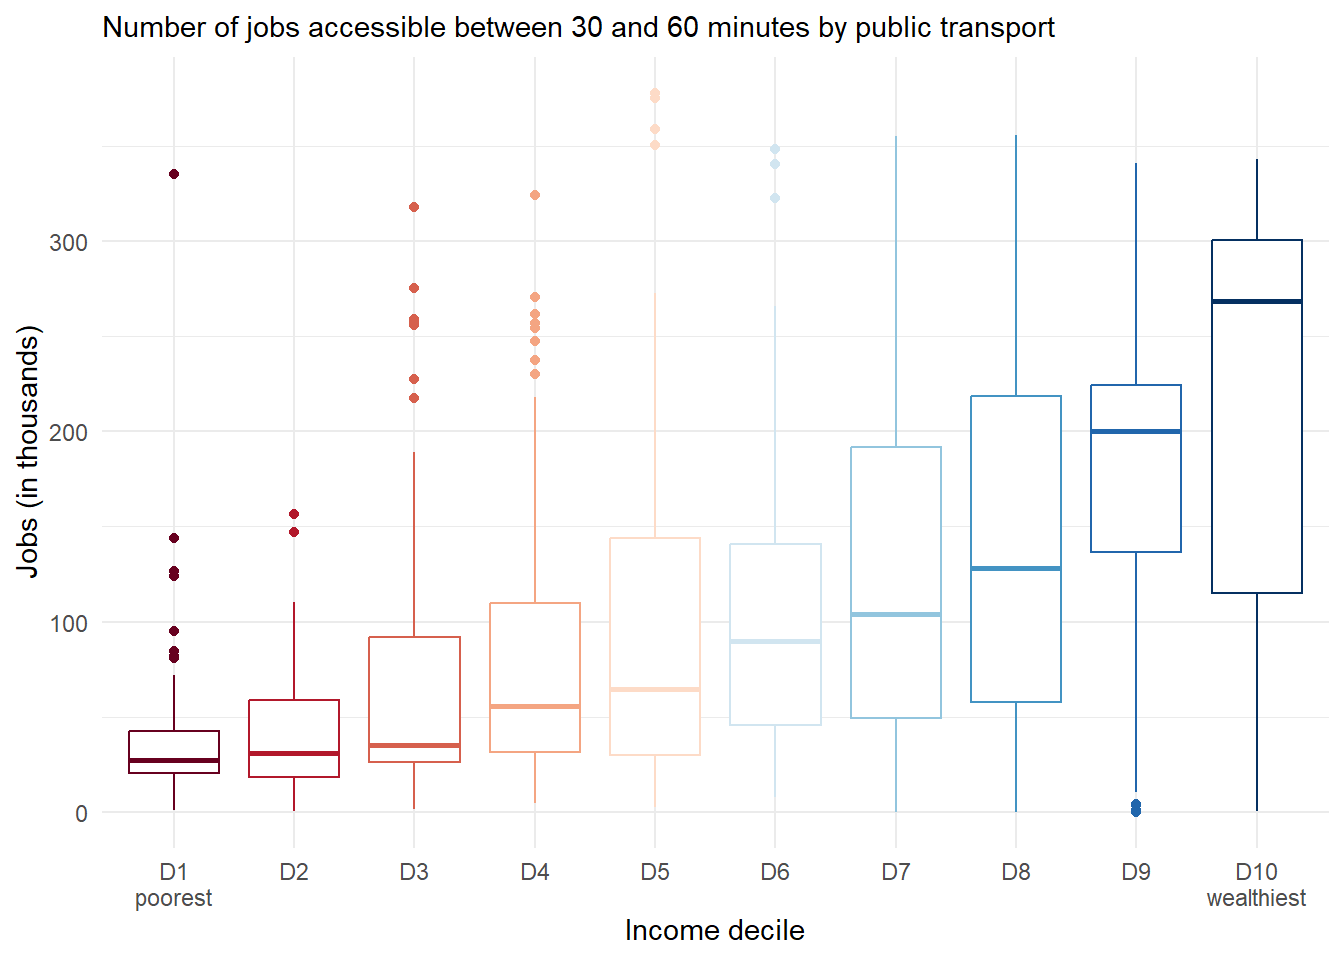 Number of jobs accessible between 30 and 60 minutes by public transport
300
200
100
0
Jobs (in thousands)
D1 D2 D3 D4 D5 D6 D7 D8 D9 D10
poorest wealthiest
Income decile